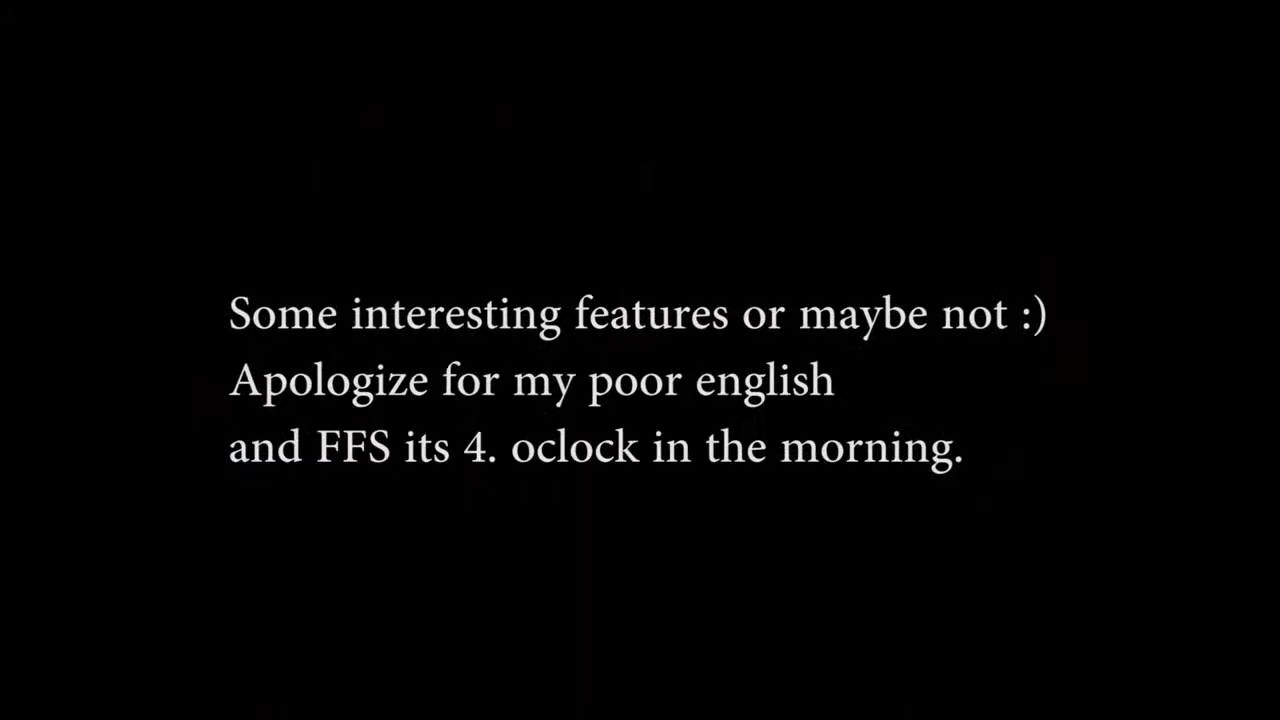 Some interesting features or maybe not :)
Apologize for my poor english
and FFS its 4. oclock in the morning.